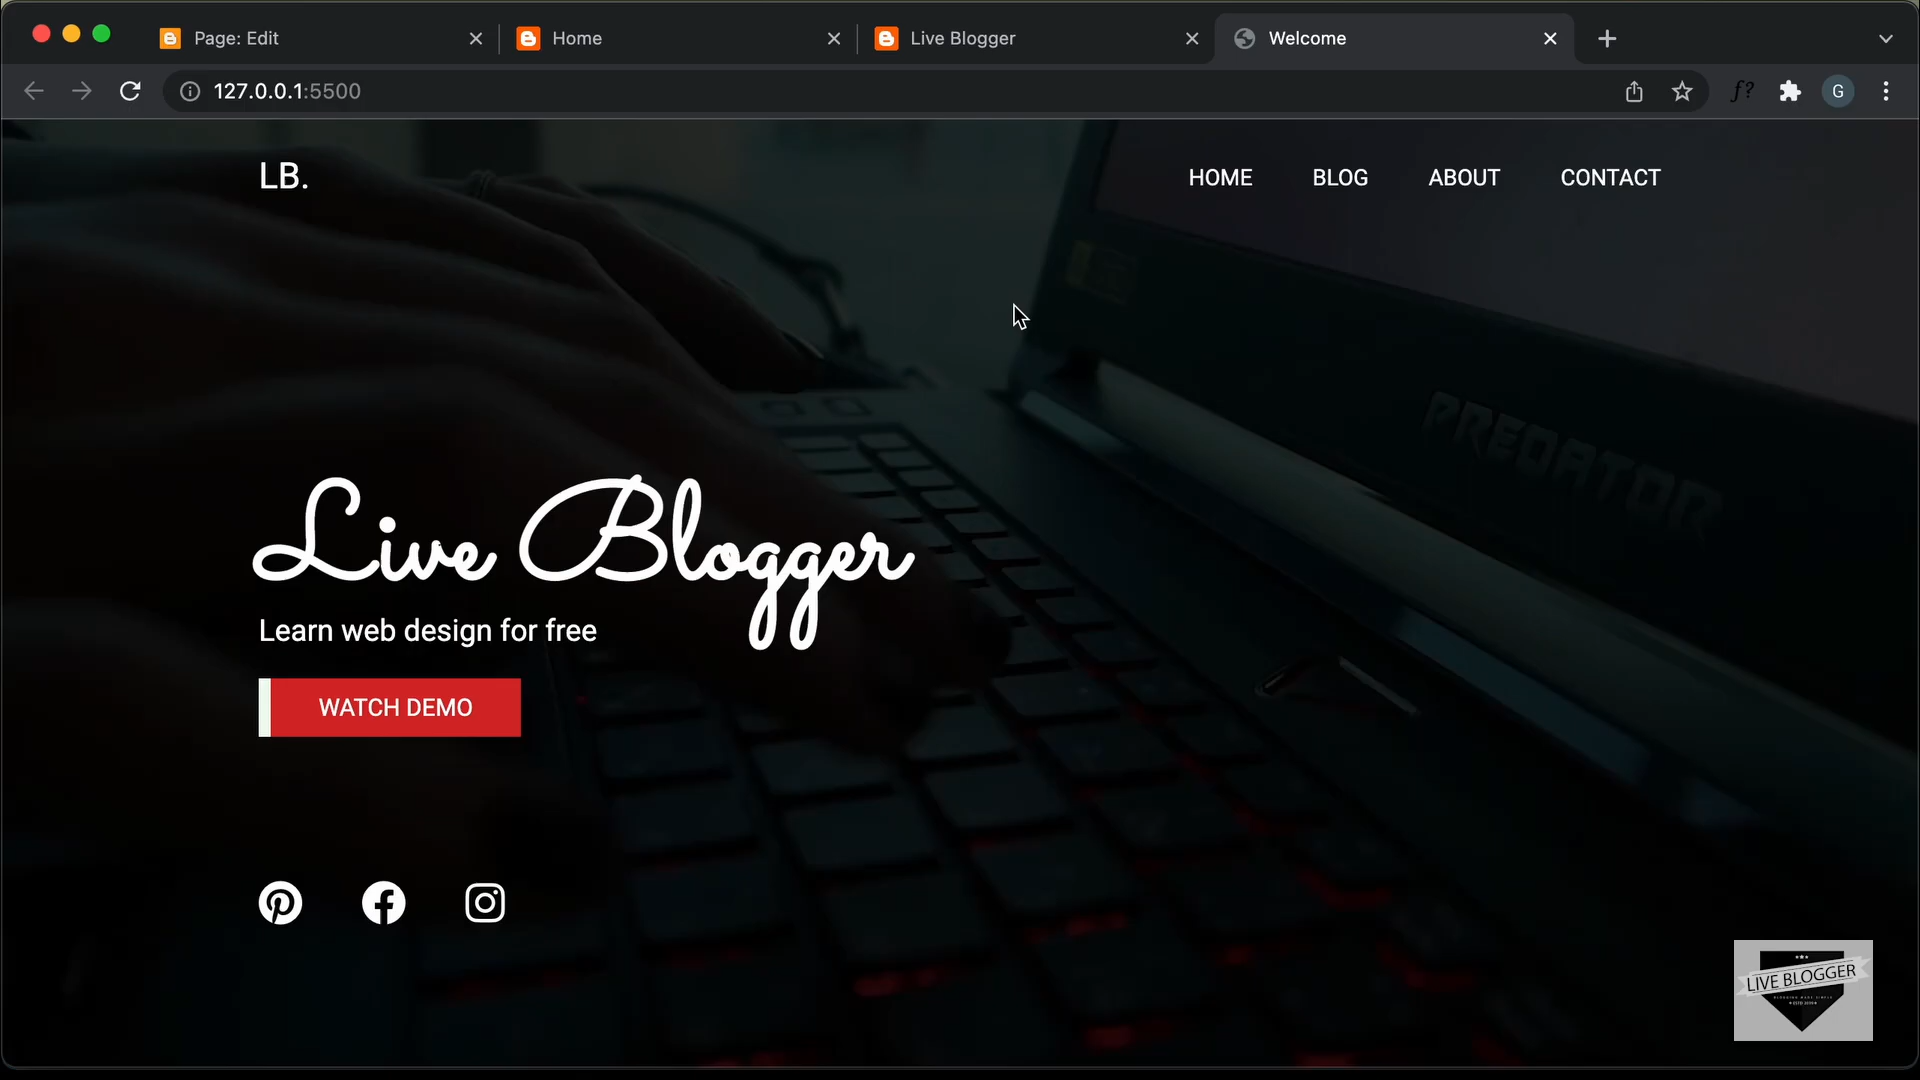 Page: Edit
Home
Live Blogger
Welcome
127.0.0.1:5500
f?
G
LB.
HOME
BLOG
ABOUT
CONTACT
PREDATOR
Live Blogger
Learn web design for free
WATCH DEMO
LIVE BLOGGER